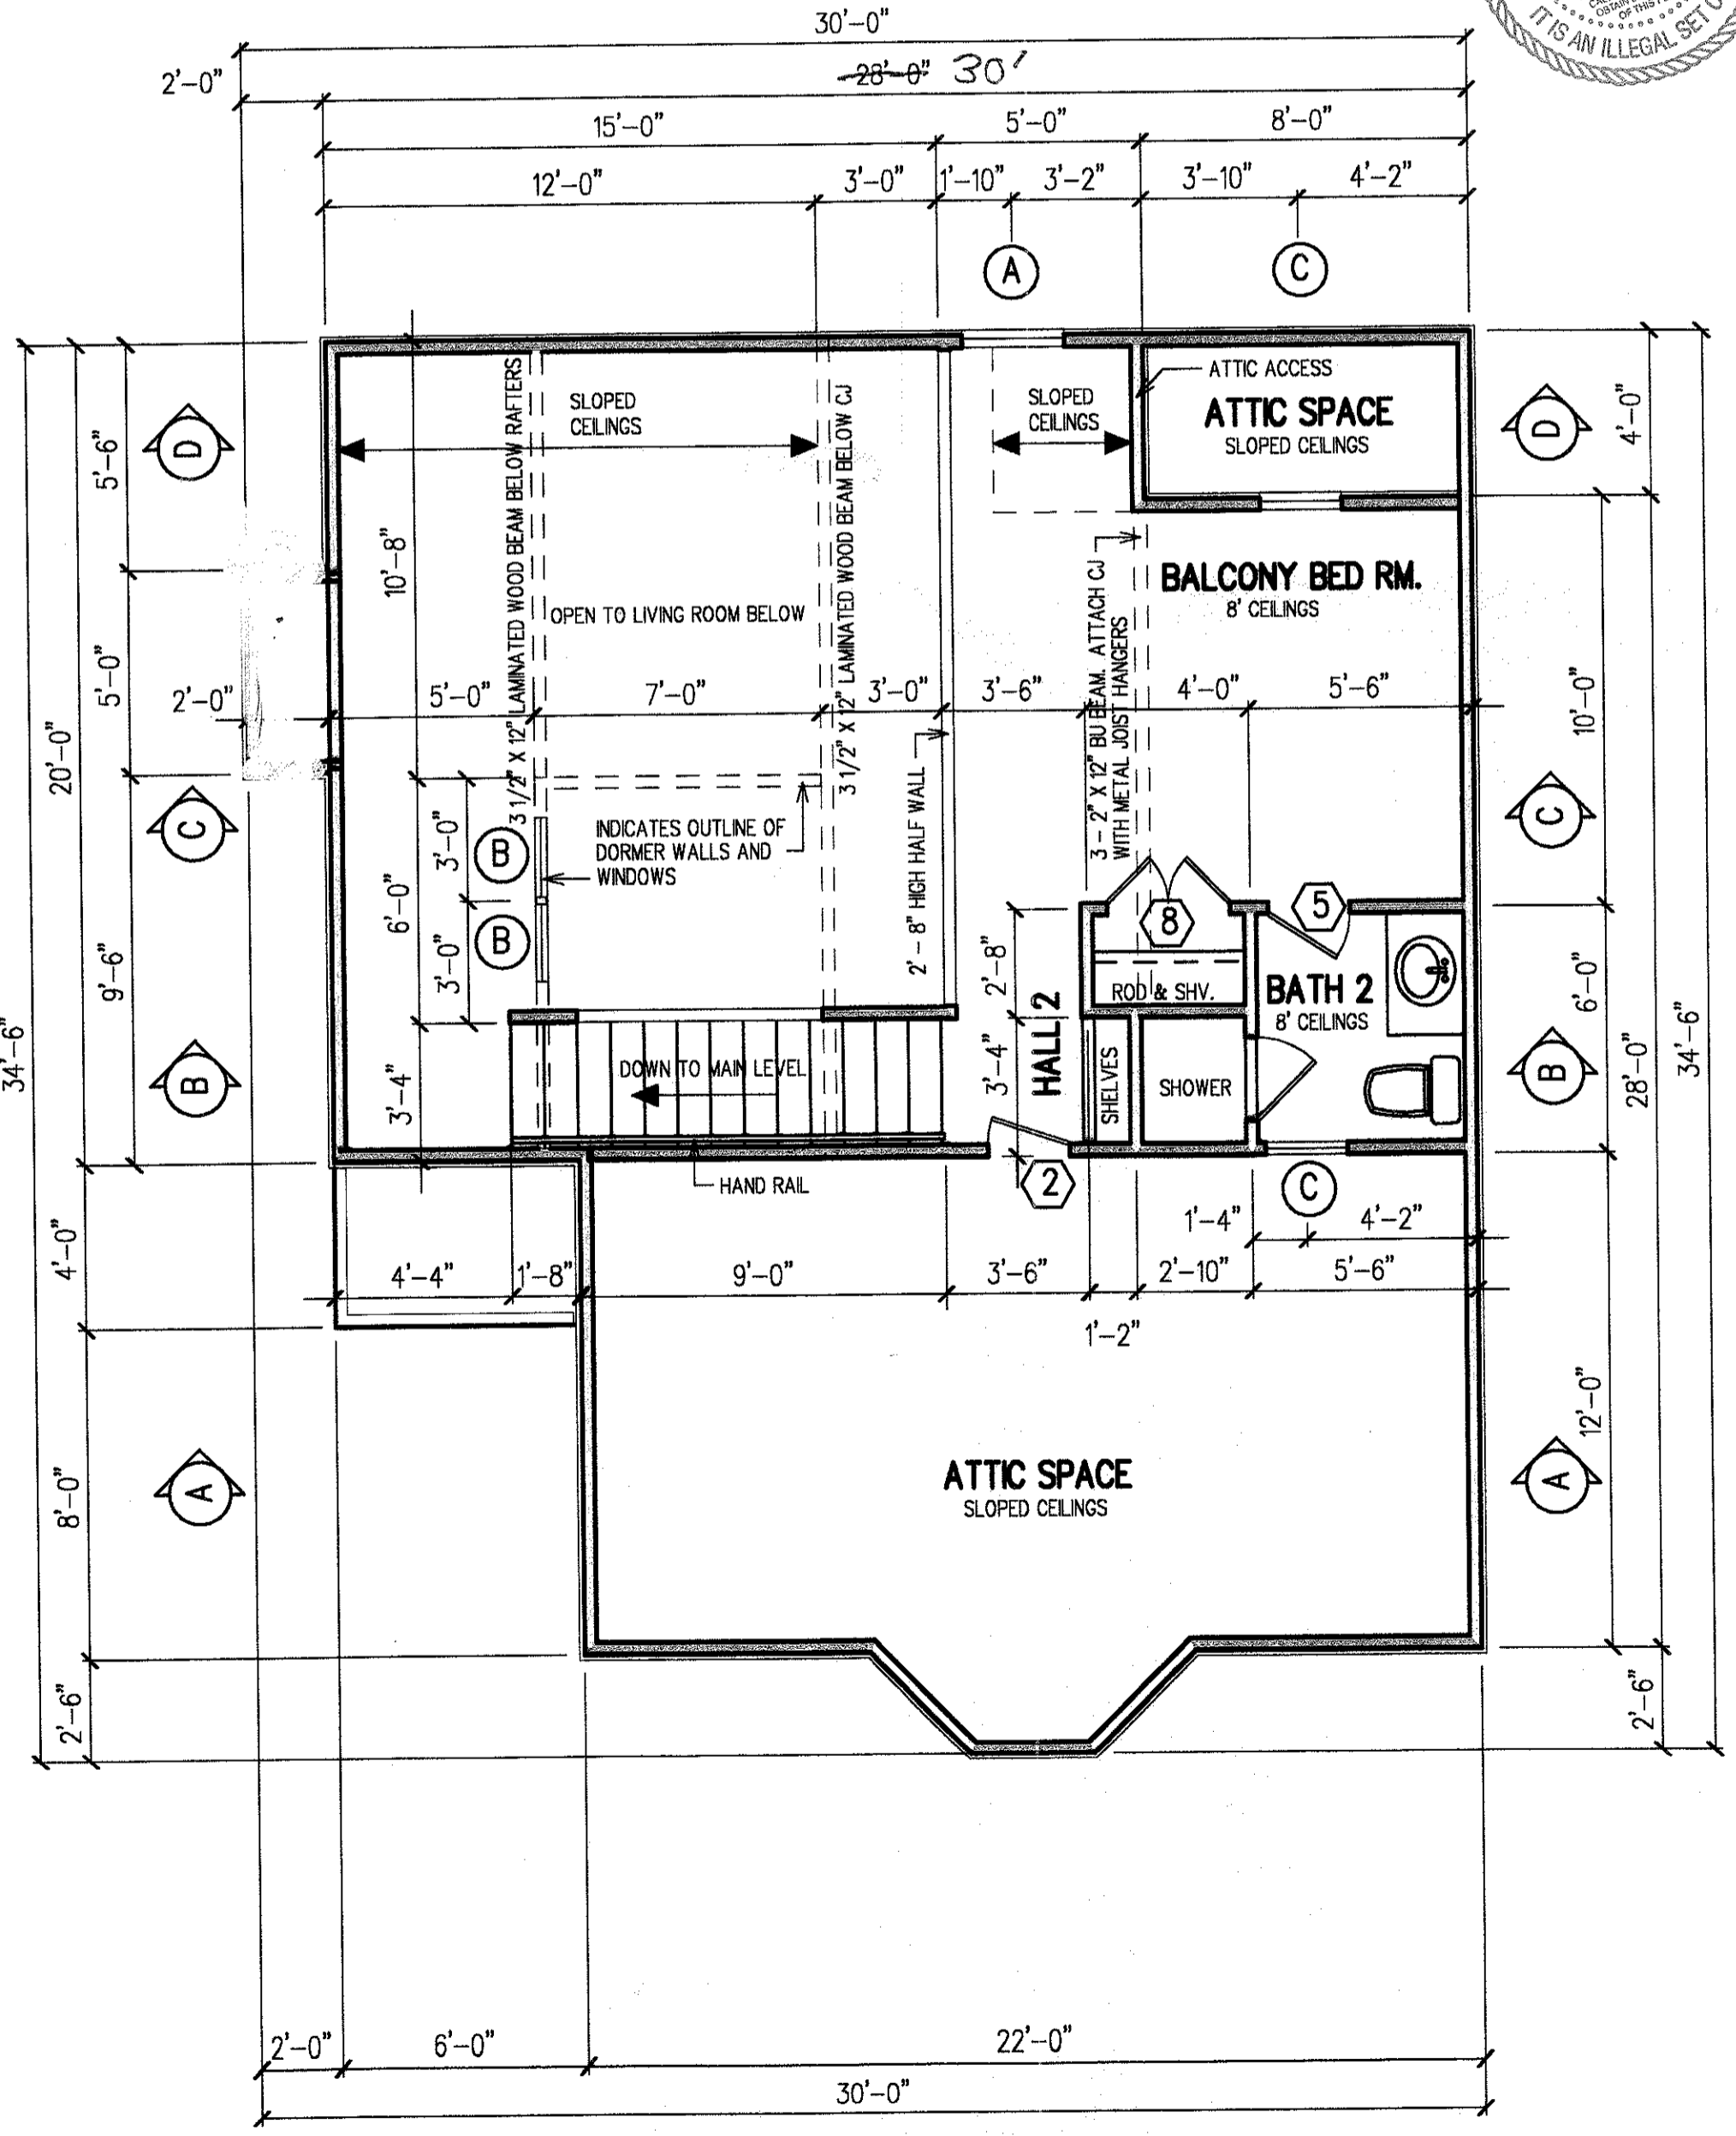 30'-0"
2'-0"
28'-0" 30'
15'-0" 5'-0" 8'-0"
12'-0" 3'-0" 1'-10" 3'-2" 3'-10" 4'-2"
A C
IT IS AN ILLEGAL SET
OF THIS
SLOPED
CEILINGS
SLOPED
CEILINGS
ATTIC ACCESS
ATTIC SPACE
SLOPED CEILINGS
D D
5'-6"
4'-0"
10'-8"
3 1/2" X 12" LAMINATED WOOD BEAM BELOW RAFTERS
3 1/2" X 12" LAMINATED WOOD BEAM BELOW CJ
OPEN TO LIVING ROOM BELOW
3 - 2" X 12" BU BEAM. ATTACH CJ
WITH METAL JOIST HANGERS
BALCONY BED RM.
8' CEILINGS
5'-0"
2'-0" 5'-0" 7'-0" 3'-0" 3'-6" 4'-0" 5'-6"
10'-0"
20'-0"
2' - 8" HIGH HALF WALL
INDICATES OUTLINE OF
DORMER WALLS AND
WINDOWS
C C
3'-0"
B
6'-0"
B
3'-0"
9'-6"
8 5
2'-8"
ROD & SHV.
BATH 2
8' CEILINGS
6'-0"
34'-6"
28'-0"
34'-6"
B B
3'-4"
DOWN TO MAIN LEVEL
3'-4"
HALL 2
SHELVES
SHOWER
HAND RAIL
2 C
4'-0"
1'-4" 4'-2"
4'-4" 1'-8" 9'-0" 3'-6" 2'-10" 5'-6"
1'-2"
12'-0"
8'-0"
A A
ATTIC SPACE
SLOPED CEILINGS
2'-6" 2'-6"
2'-0" 6'-0" 22'-0"
30'-0"